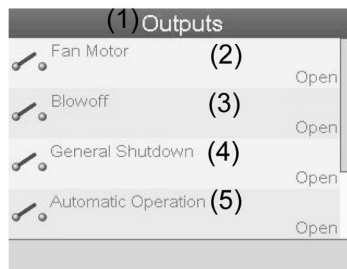 (1) Outputs
Fan Motor (2)
Open
Blowoff (3)
Open
General Shutdown (4)
Open
Automatic Operation (5)
Open